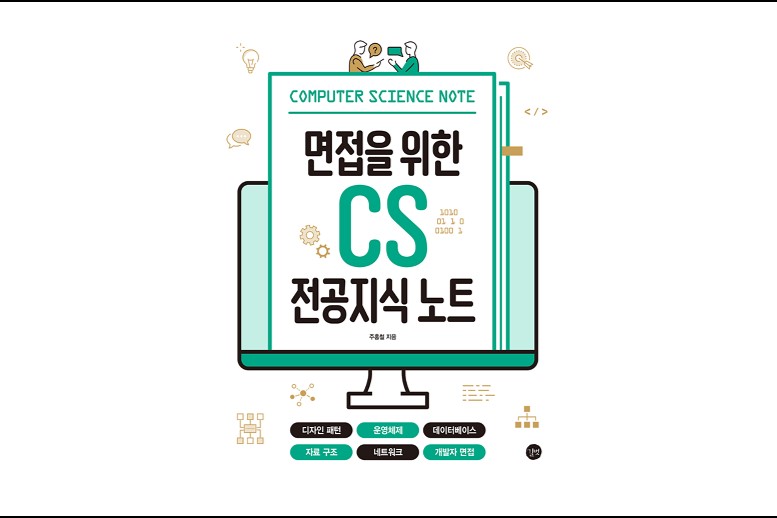 ?
COMPUTER SCIENCE NOTE
</>
면접을 위한
CS
1010
01 1 0
0100 1
전공지식 노트
주홍철 지음
디자인 패턴
운영체제
데이터베이스
자료 구조
네트워크
개발자 면접
길벗